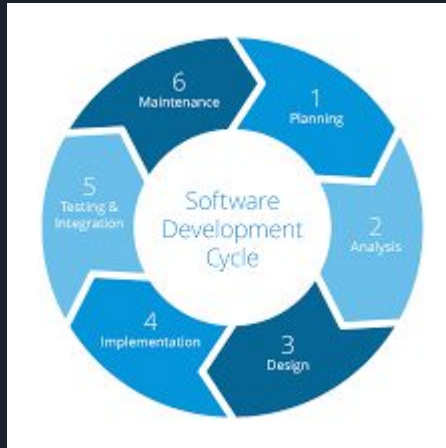 Software
Development
Cycle
1
Planning
2
Analysis
3
Design
4
Implementation
5
Testing &
Integration
6
Maintenance